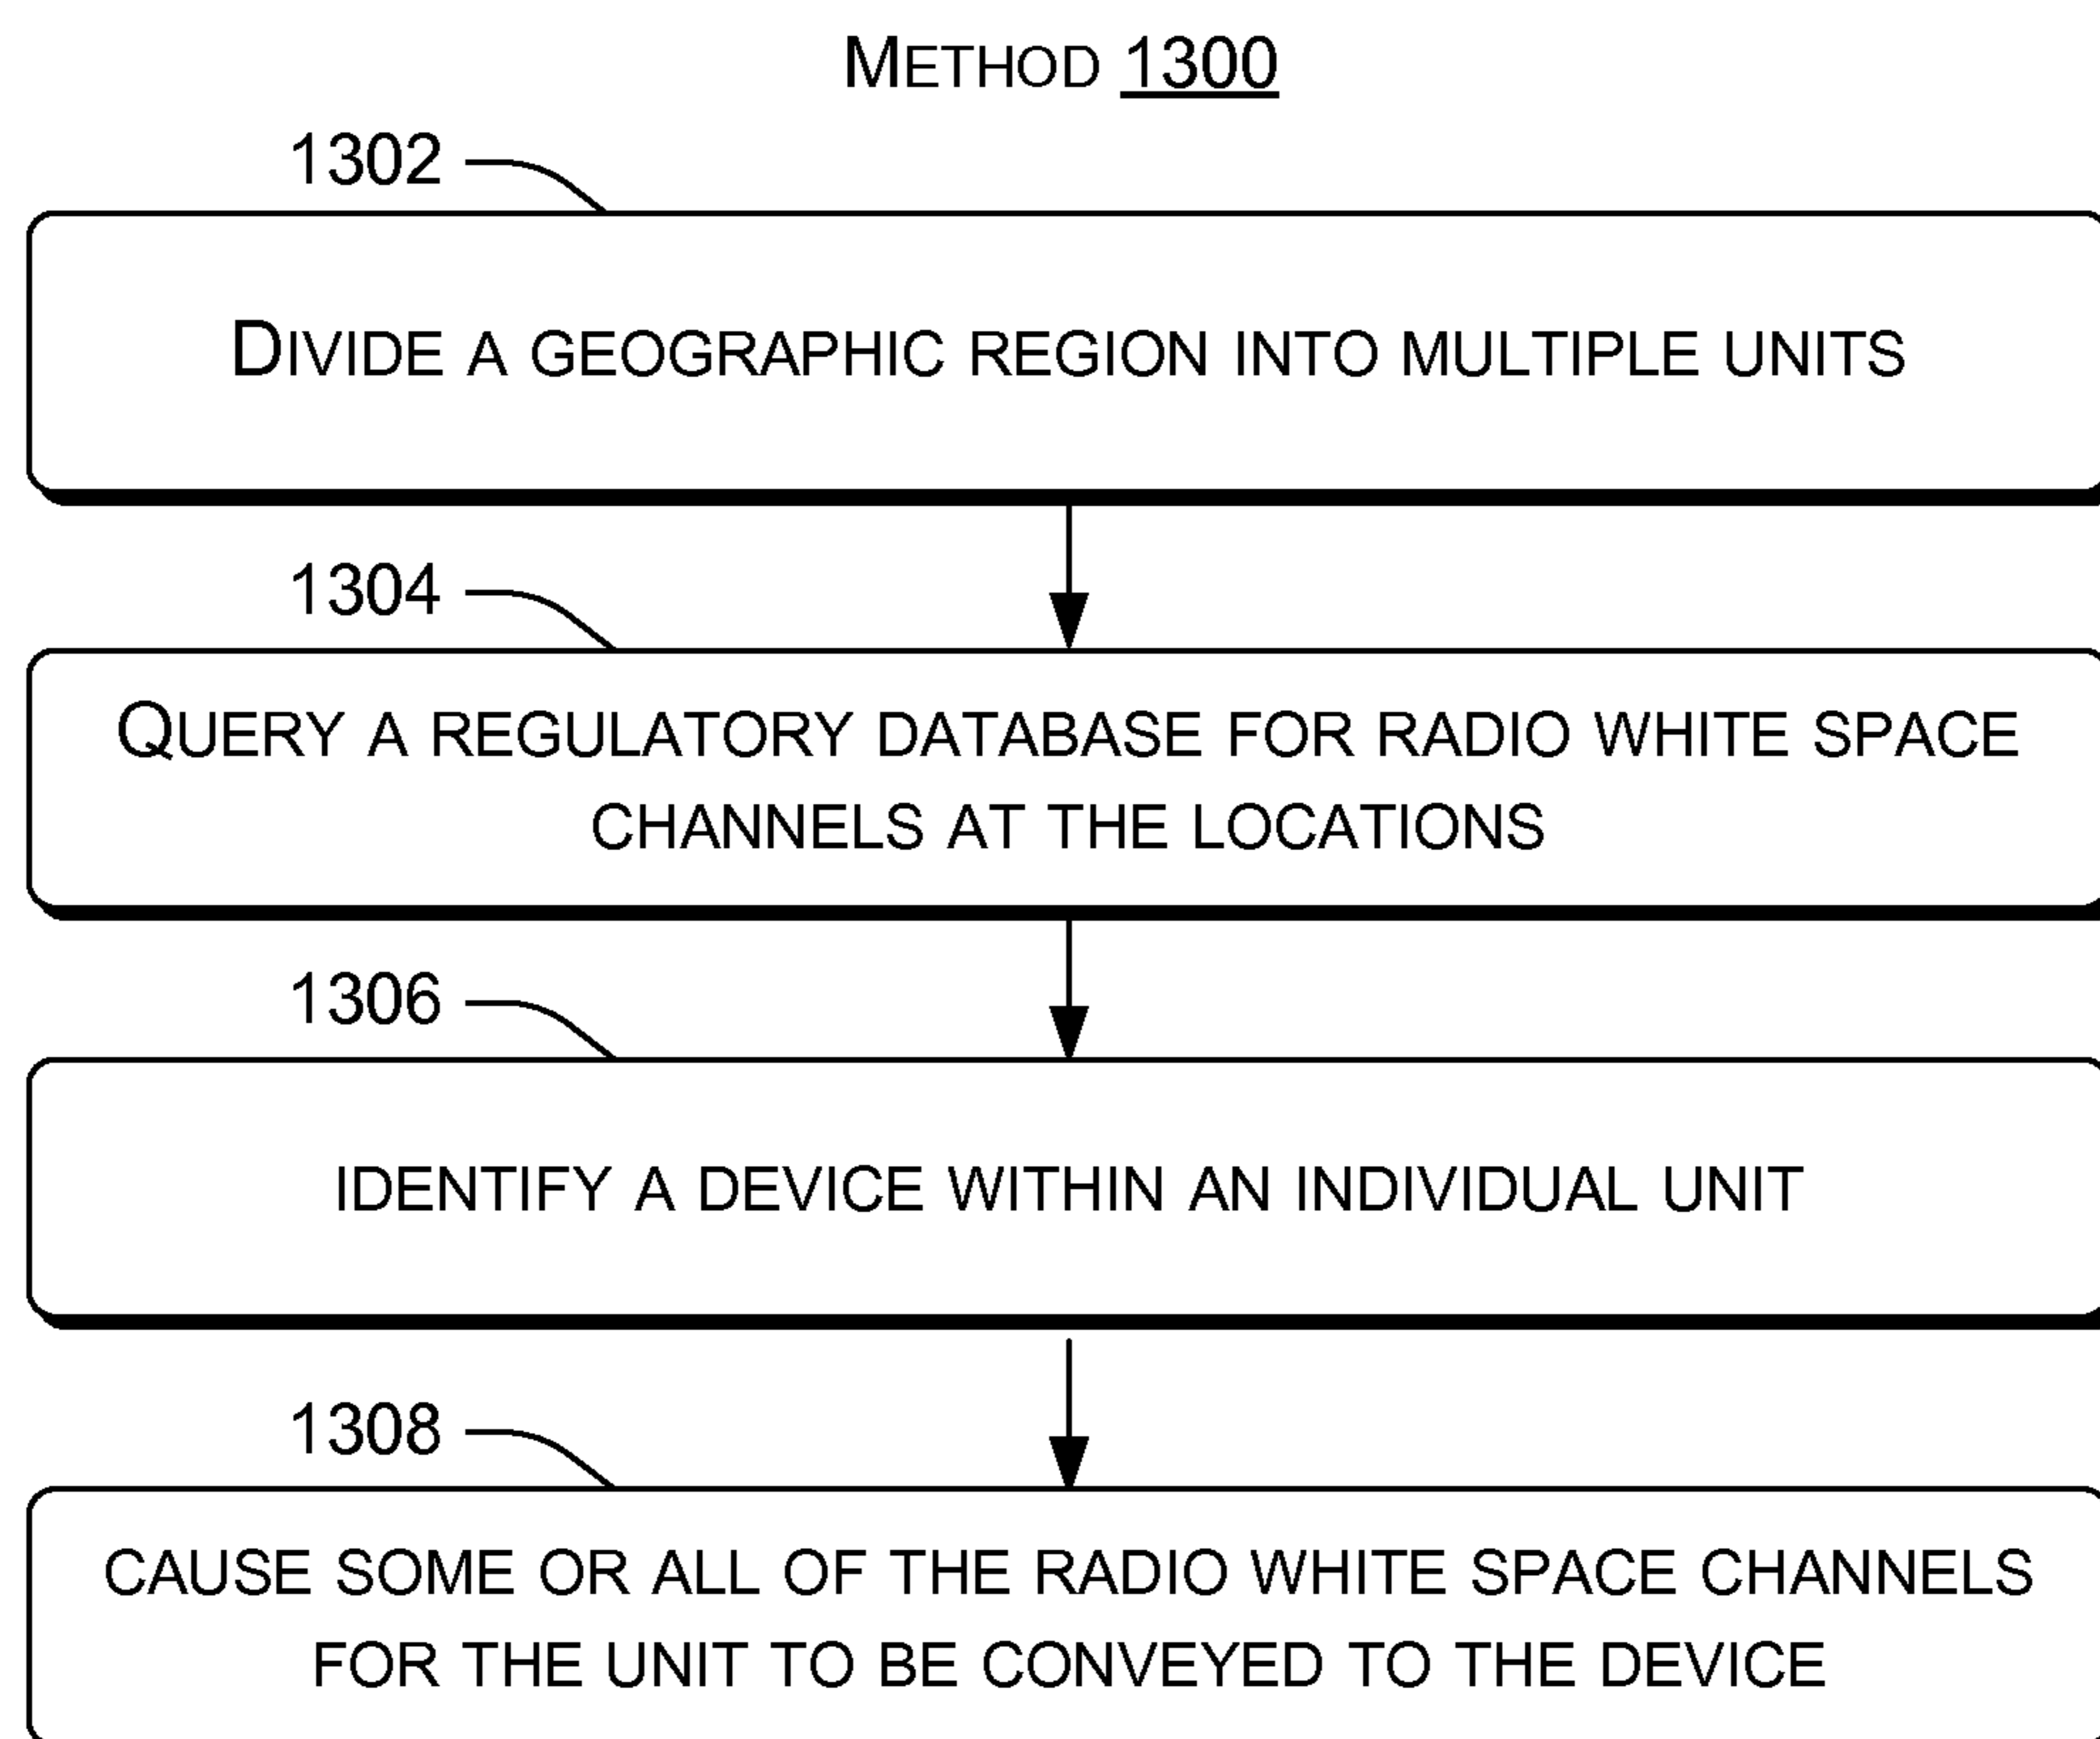 METHOD 1300
1302
DIVIDE A GEOGRAPHIC REGION INTO MULTIPLE UNITS
1304
QUERY A REGULATORY DATABASE FOR RADIO WHITE SPACE
CHANNELS AT THE LOCATIONS
1306
IDENTIFY A DEVICE WITHIN AN INDIVIDUAL UNIT
1308
CAUSE SOME OR ALL OF THE RADIO WHITE SPACE CHANNELS
FOR THE UNIT TO BE CONVEYED TO THE DEVICE